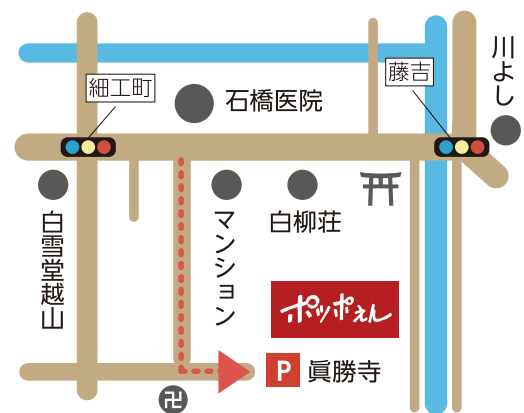 川よし
藤吉
細工町
石橋医院
白雪堂越山
マンション
白柳荘
ポッポえん
P 眞勝寺
卍